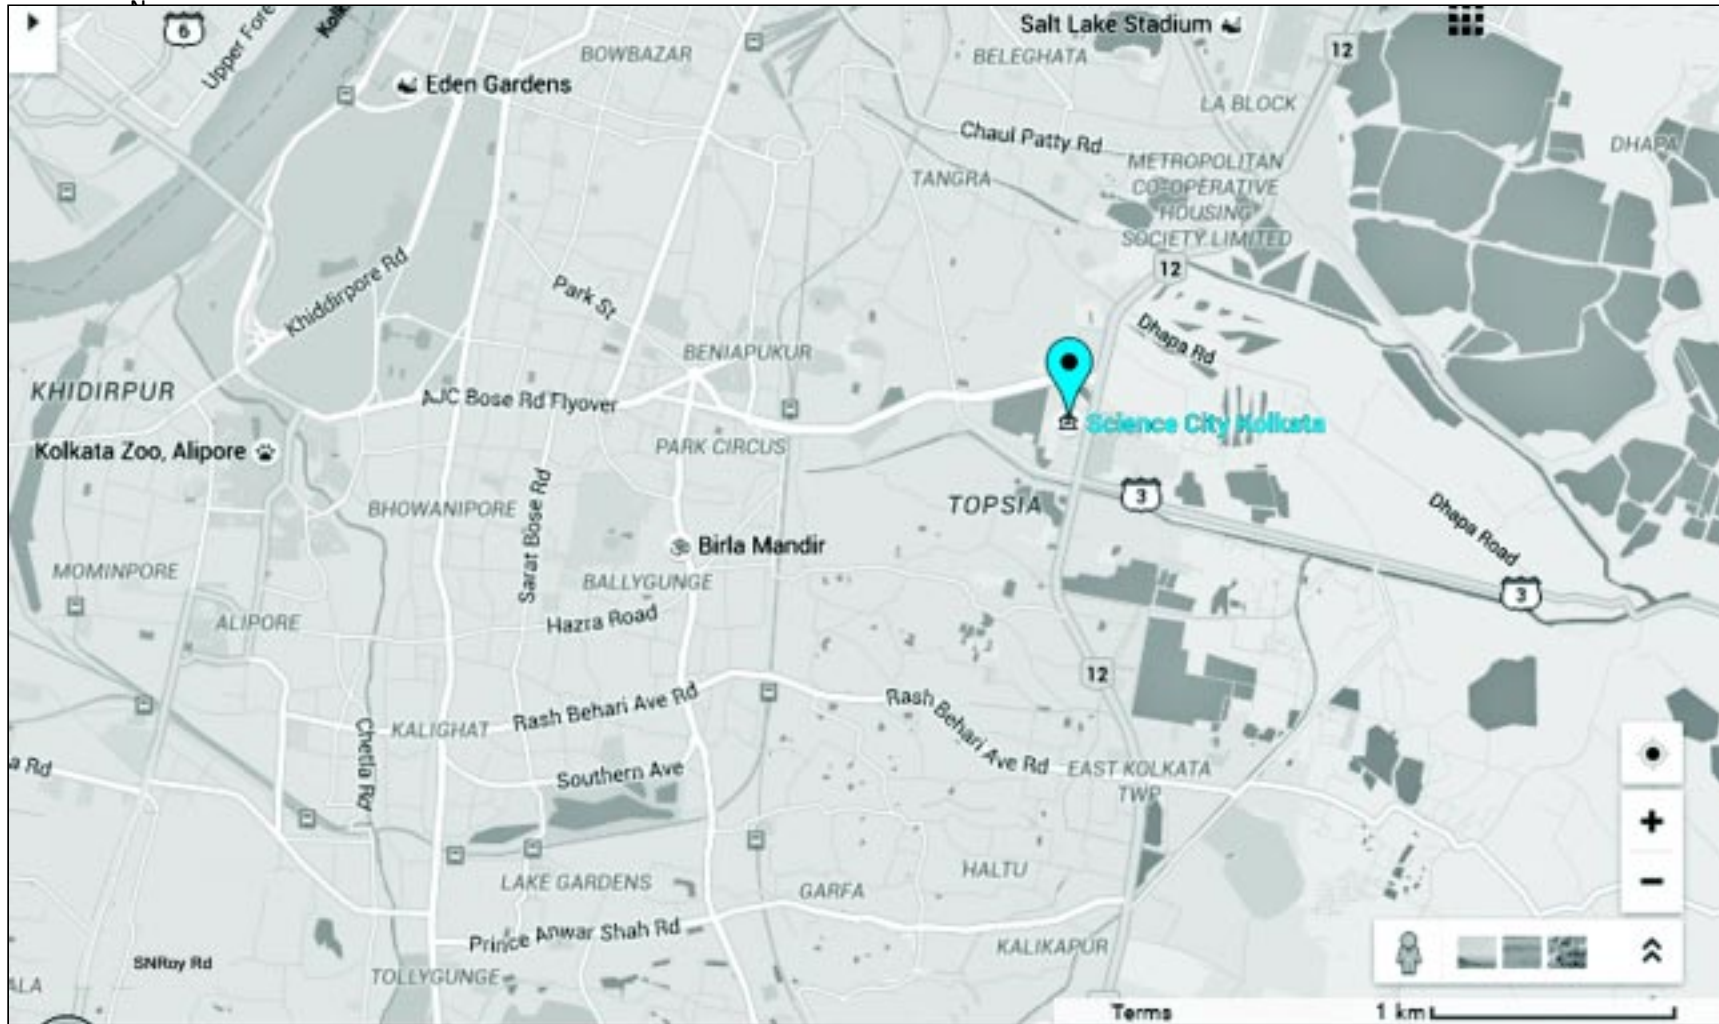 N
6
Upper Fore
Kolk
Eden Gardens
BOWBAZAR
Salt Lake Stadium
BELEGHATA
12
LA BLOCK
DHAPA
Chaul Patty Rd
TANGRA
METROPOLITAN
CO-OPERATIVE
HOUSING
SOCIETY LIMITED
12
Khiddirpore Rd
Park St
Dhapa Rd
BENIAPUKUR
KHIDIRPUR
AJC Bose Rd Flyover
Science City Kolkata
Kolkata Zoo, Alipore
PARK CIRCUS
BHOWANIPORE
Sarat Bose Rd
TOPSIA
3
Dhapa Road
Birla Mandir
MOMINPORE
BALLYGUNGE
3
ALIPORE
Hazra Road
12
KALIGHAT
Rash Behari Ave Rd
Rash Behari Ave Rd
Chetla Rd
a Rd
Southern Ave
EAST KOLKATA
TWP
LAKE GARDENS
GARFA
HALTU
Prince Anwar Shah Rd
KALIKAPUR
SNRoy Rd
TOLLYGUNGE
ALA
Terms
1 km